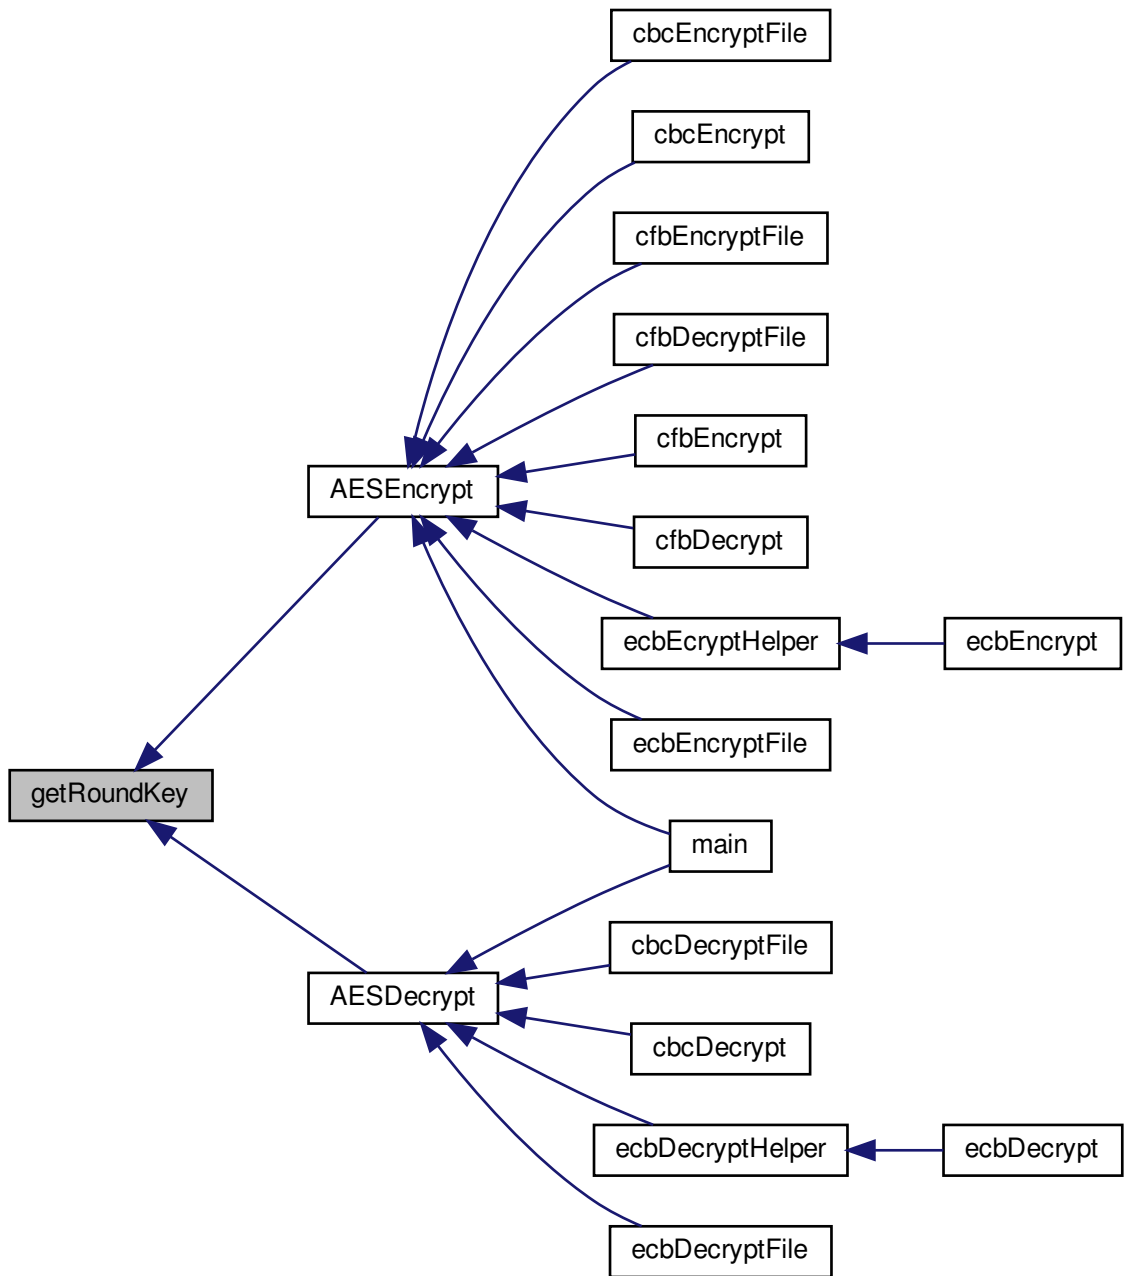 cbcEncryptFile
cbcEncrypt
cfbEncryptFile
cfbDecryptFile
cfbEncrypt
AESEncrypt
cfbDecrypt
ecbEcryptHelper
ecbEncrypt
ecbEncryptFile
getRoundKey
main
cbcDecryptFile
AESDecrypt
cbcDecrypt
ecbDecryptHelper
ecbDecrypt
ecbDecryptFile